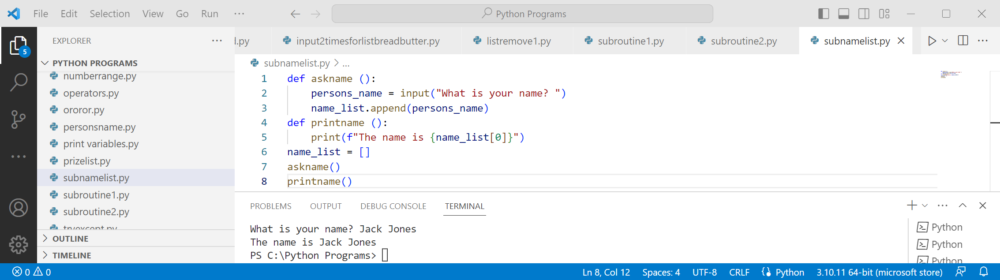 File Edit Selection View Go Run ... Python Programs
EXPLORER ...
5
PYTHON PROGRAMS
numberrange.py
operators.py
ororor.py
personsname.py
print variables.py
prizelist.py
subnamelist.py
subroutine1.py
subroutine2.py
tryexcept.py
OUTLINE
TIMELINE
.py input2timesforlistbreadbutter.py listremove1.py subroutine1.py subroutine2.py subnamelist.py
subnamelist.py > ...
1 def askname ():
2     persons_name = input("What is your name? ")
3     name_list.append(persons_name)
4 def printname ():
5     print(f"The name is {name_list[0]}")
6 name_list = []
7 askname()
8 printname()
PROBLEMS OUTPUT DEBUG CONSOLE TERMINAL
What is your name? Jack Jones
The name is Jack Jones
PS C:\Python Programs>
Python
Python
Python
0 0 Ln 8, Col 12 Spaces: 4 UTF-8 CRLF Python 3.10.11 64-bit (microsoft store)